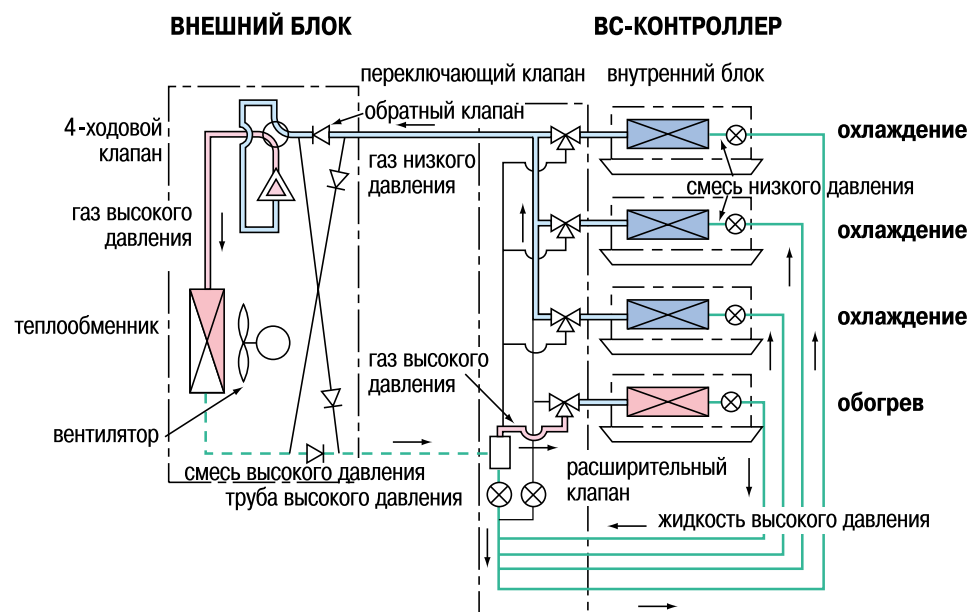 ВНЕШНИЙ БЛОК
BC-КОНТРОЛЛЕР
переключающий клапан
внутренний блок
обратный клапан
4-ходовой
клапан
газ низкого
давления
охлаждение
смесь низкого давления
газ высокого
давления
охлаждение
теплообменник
охлаждение
газ высокого
давления
обогрев
вентилятор
смесь высокого давления
труба высокого давления
расширительный
клапан
жидкость высокого давления